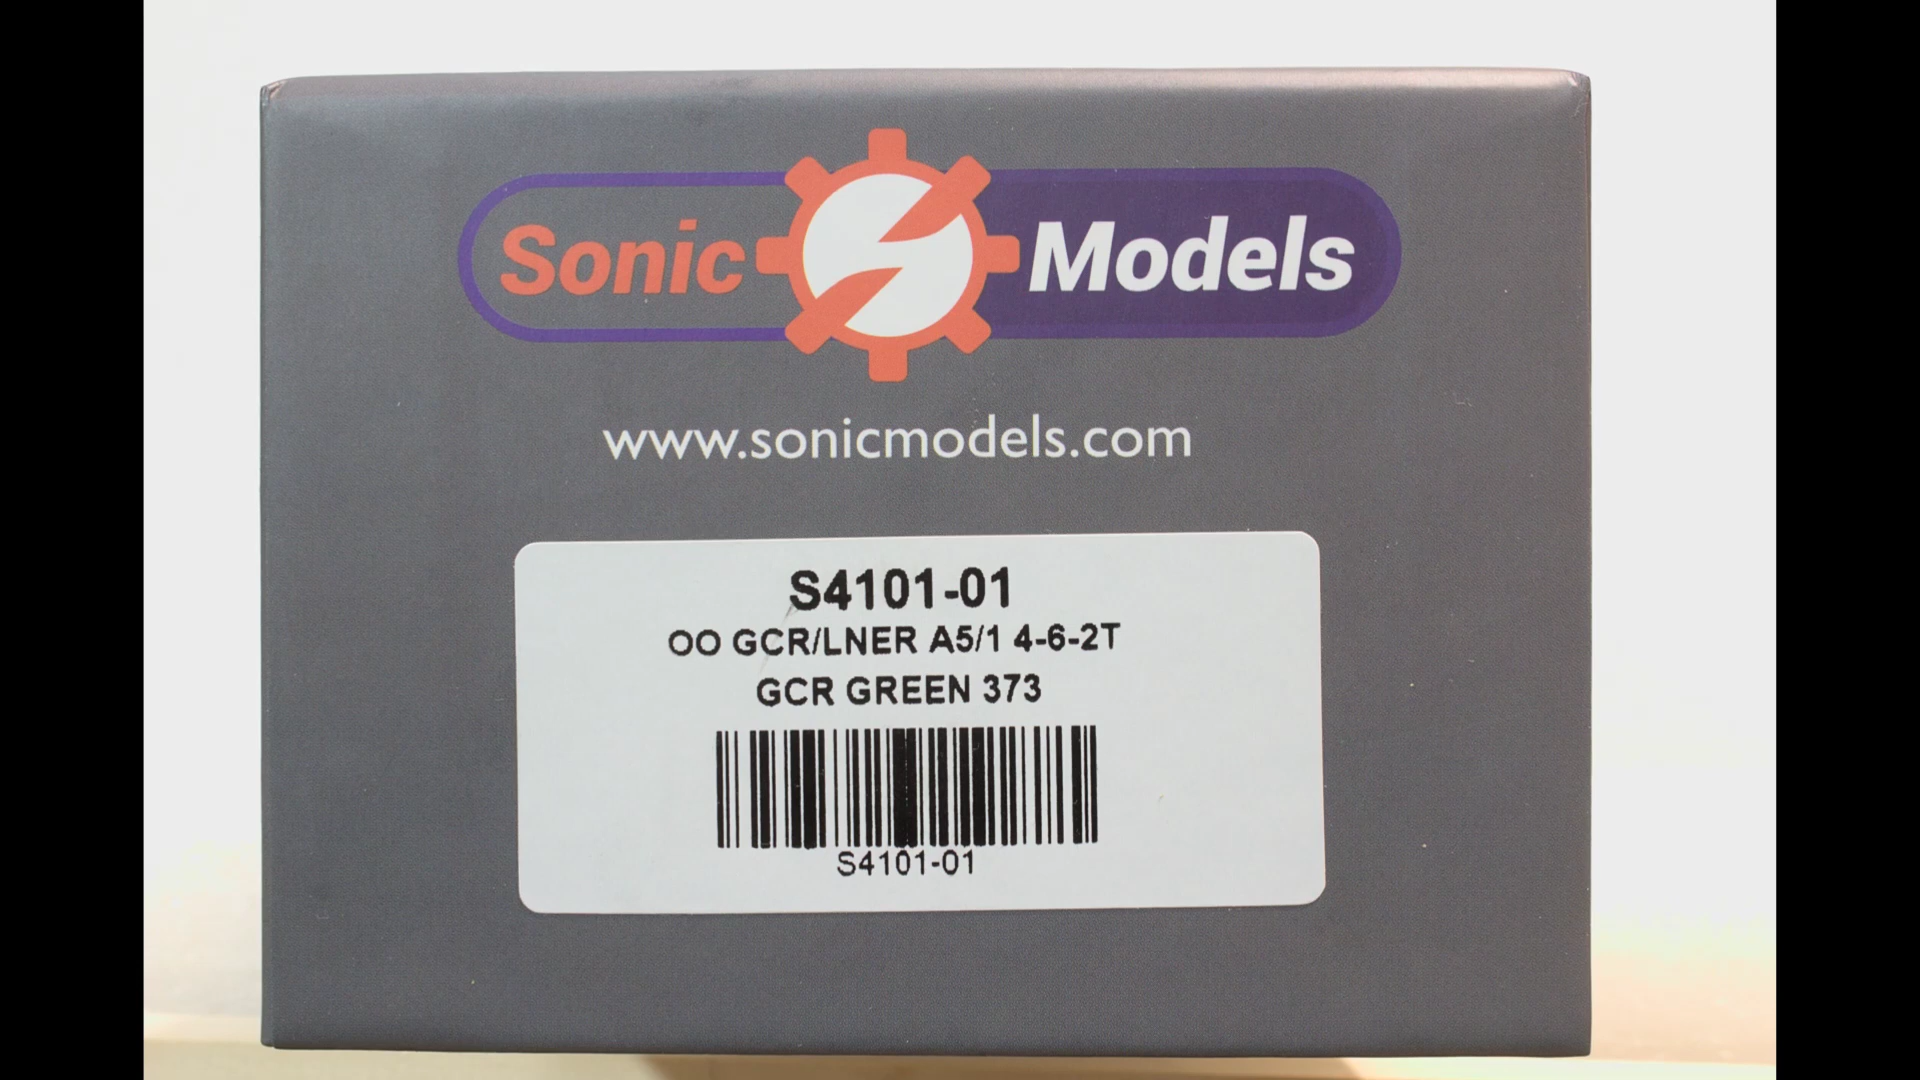 Sonic Models
www.sonicmodels.com
S4101-01
OO GCR/LNER A5/1 4-6-2T
GCR GREEN 373
S4101-01